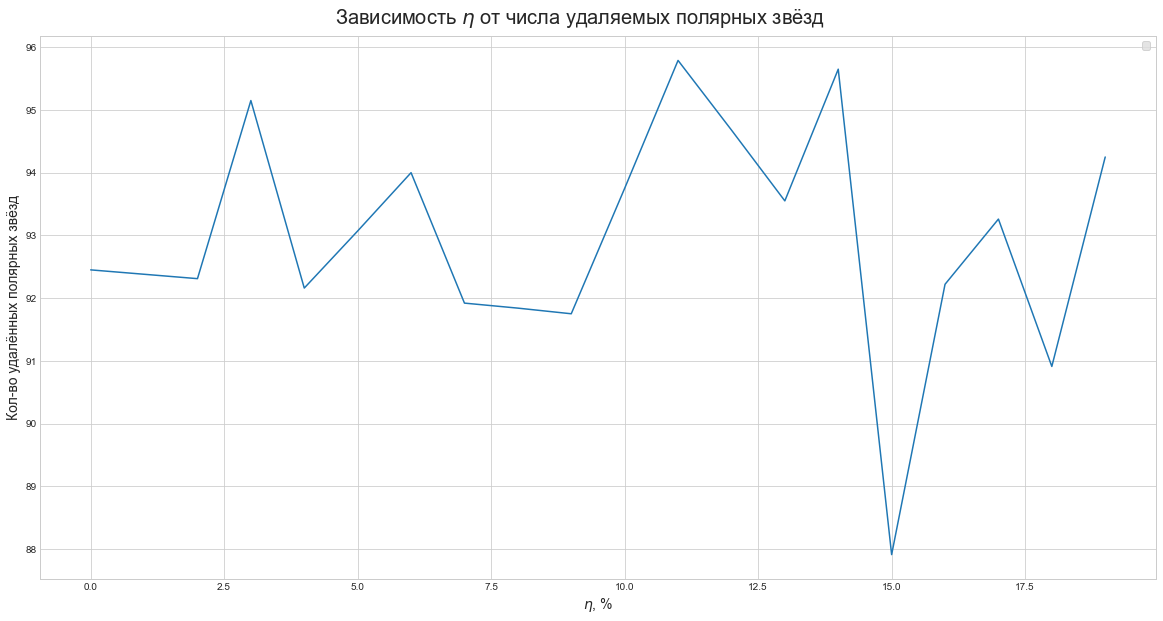 Зависимость η от числа удаляемых полярных звёзд
96
95
94
93
92
91
90
89
88
Кол-во удалённых полярных звёзд
0.0 2.5 5.0 7.5 10.0 12.5 15.0 17.5
η, %